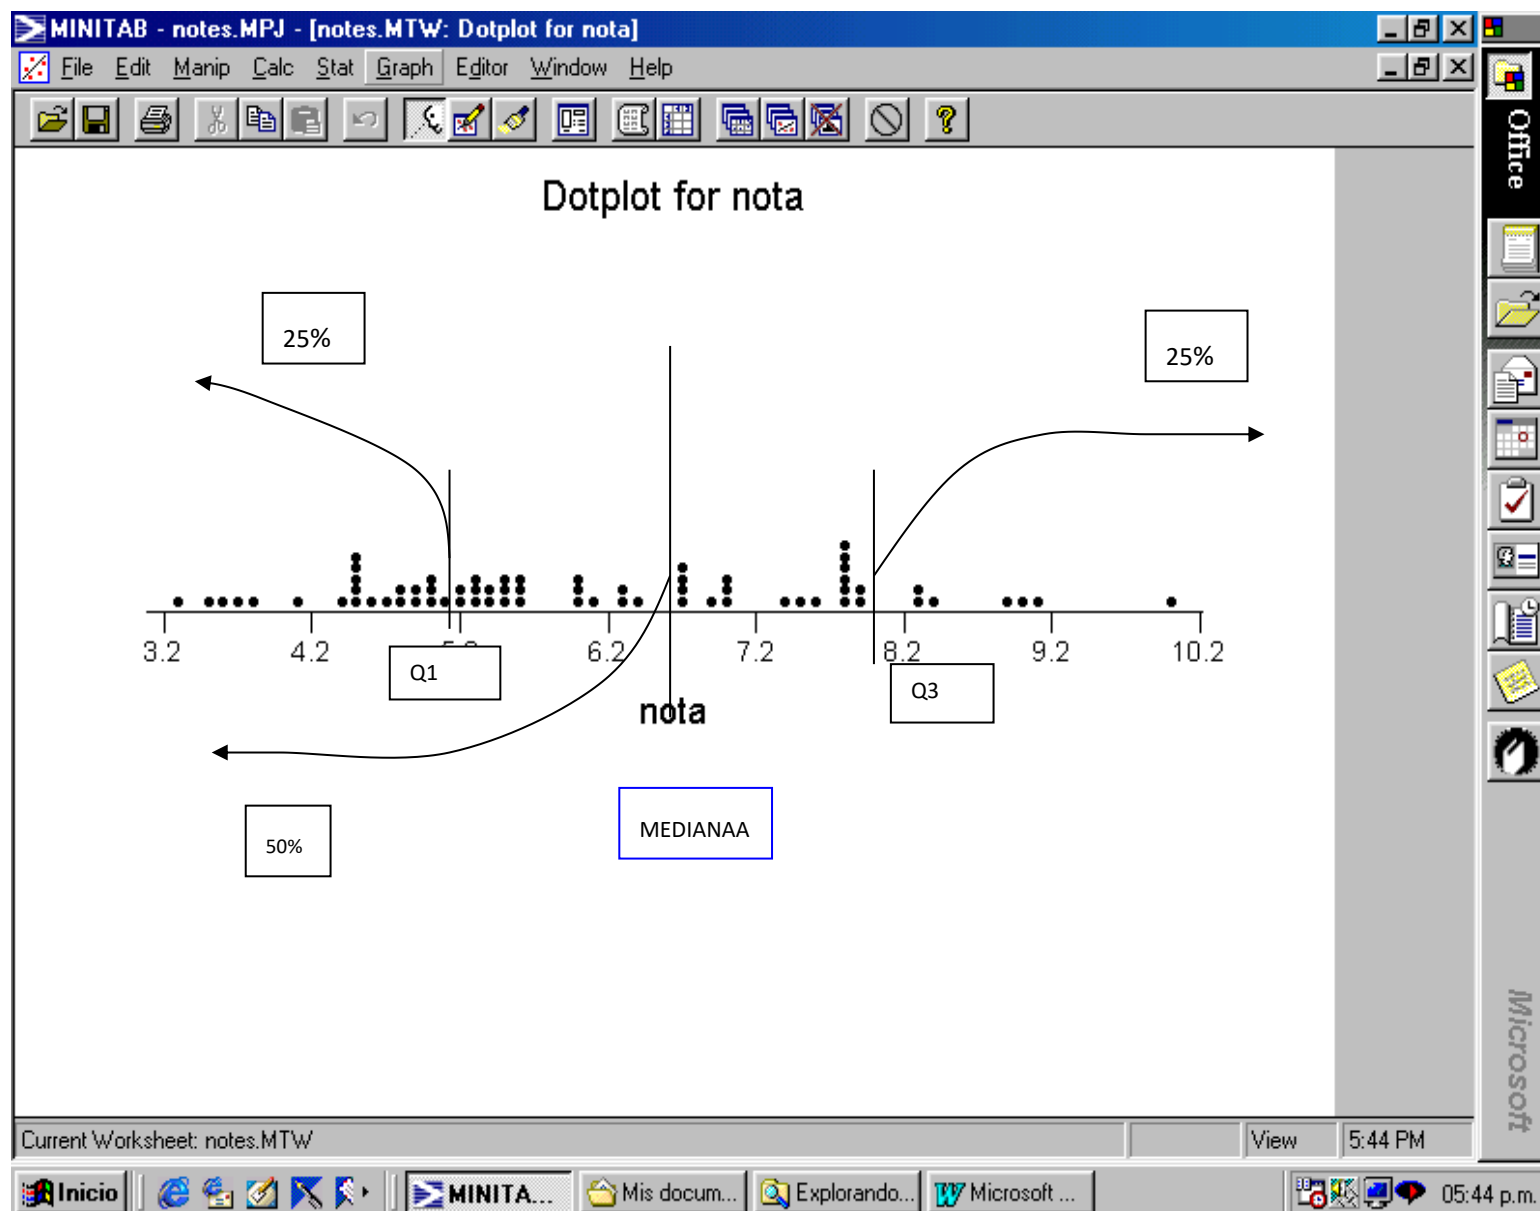 MINITAB - notes.MPJ - [notes.MTW: Dotplot for nota]
File Edit Manip Calc Stat Graph Editor Window Help
Office
Dotplot for nota
25%
25%
3.2 4.2 6.2 7.2 8.2 9.2 10.2
Q1
Q3
nota
50%
MEDIANAA
Microsoft
Current Worksheet: notes.MTW View 5:44 PM
Inicio MINITA... Mis docum... Explorando... Microsoft ... 05:44 p.m.